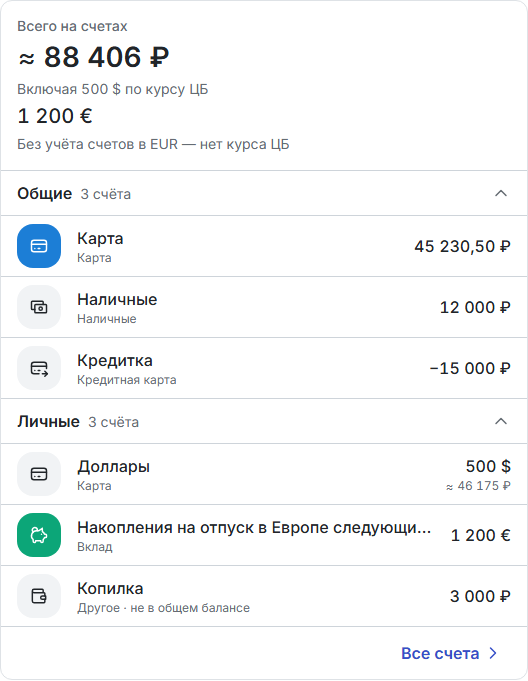 Всего на счетах
≈ 88 406 ₽
Включая 500 $ по курсу ЦБ
1 200 €
Без учёта счетов в EUR — нет курса ЦБ
Общие 3 счёта
Карта
Карта
45 230,50 ₽
Наличные
Наличные
12 000 ₽
Кредитка
Кредитная карта
−15 000 ₽
Личные 3 счёта
Доллары
Карта
500 $
≈ 46 175 ₽
Накопления на отпуск в Европе следующи...
Вклад
1 200 €
Копилка
Другое · не в общем балансе
3 000 ₽
Все счета